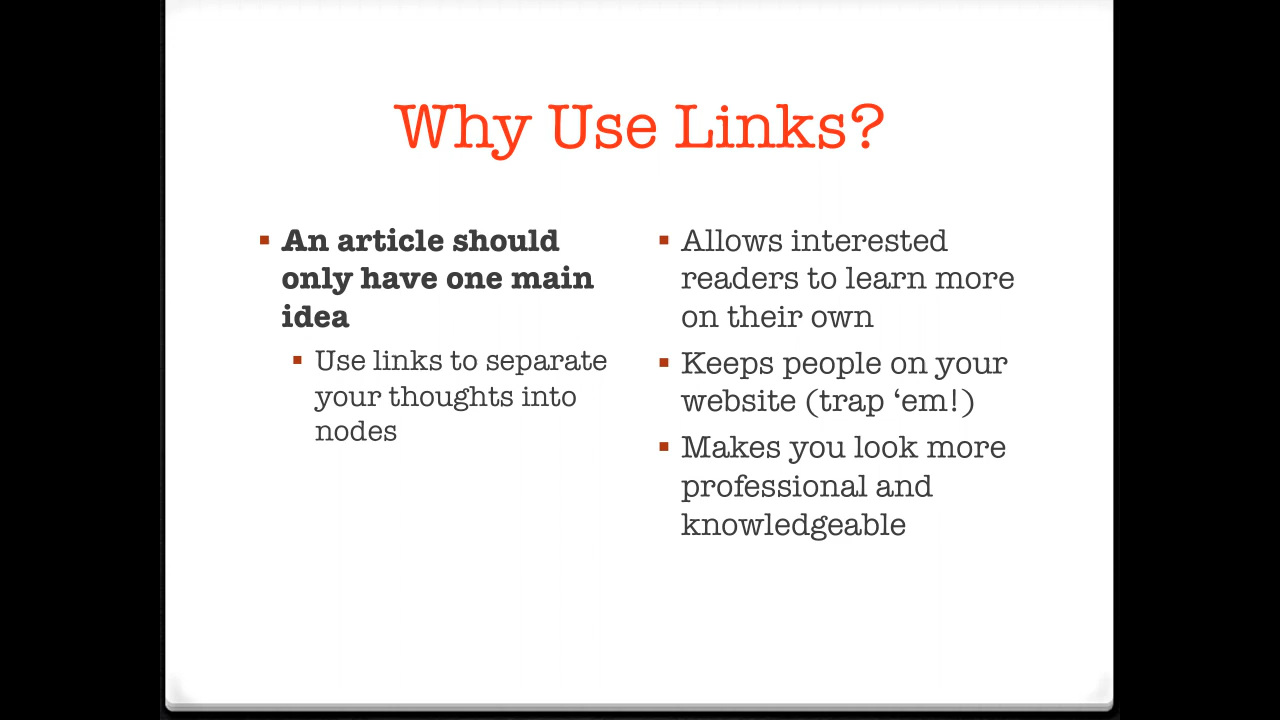 Why Use Links?
An article should
only have one main
idea
Use links to separate
your thoughts into
nodes
Allows interested
readers to learn more
on their own
Keeps people on your
website (trap ‘em!)
Makes you look more
professional and
knowledgeable